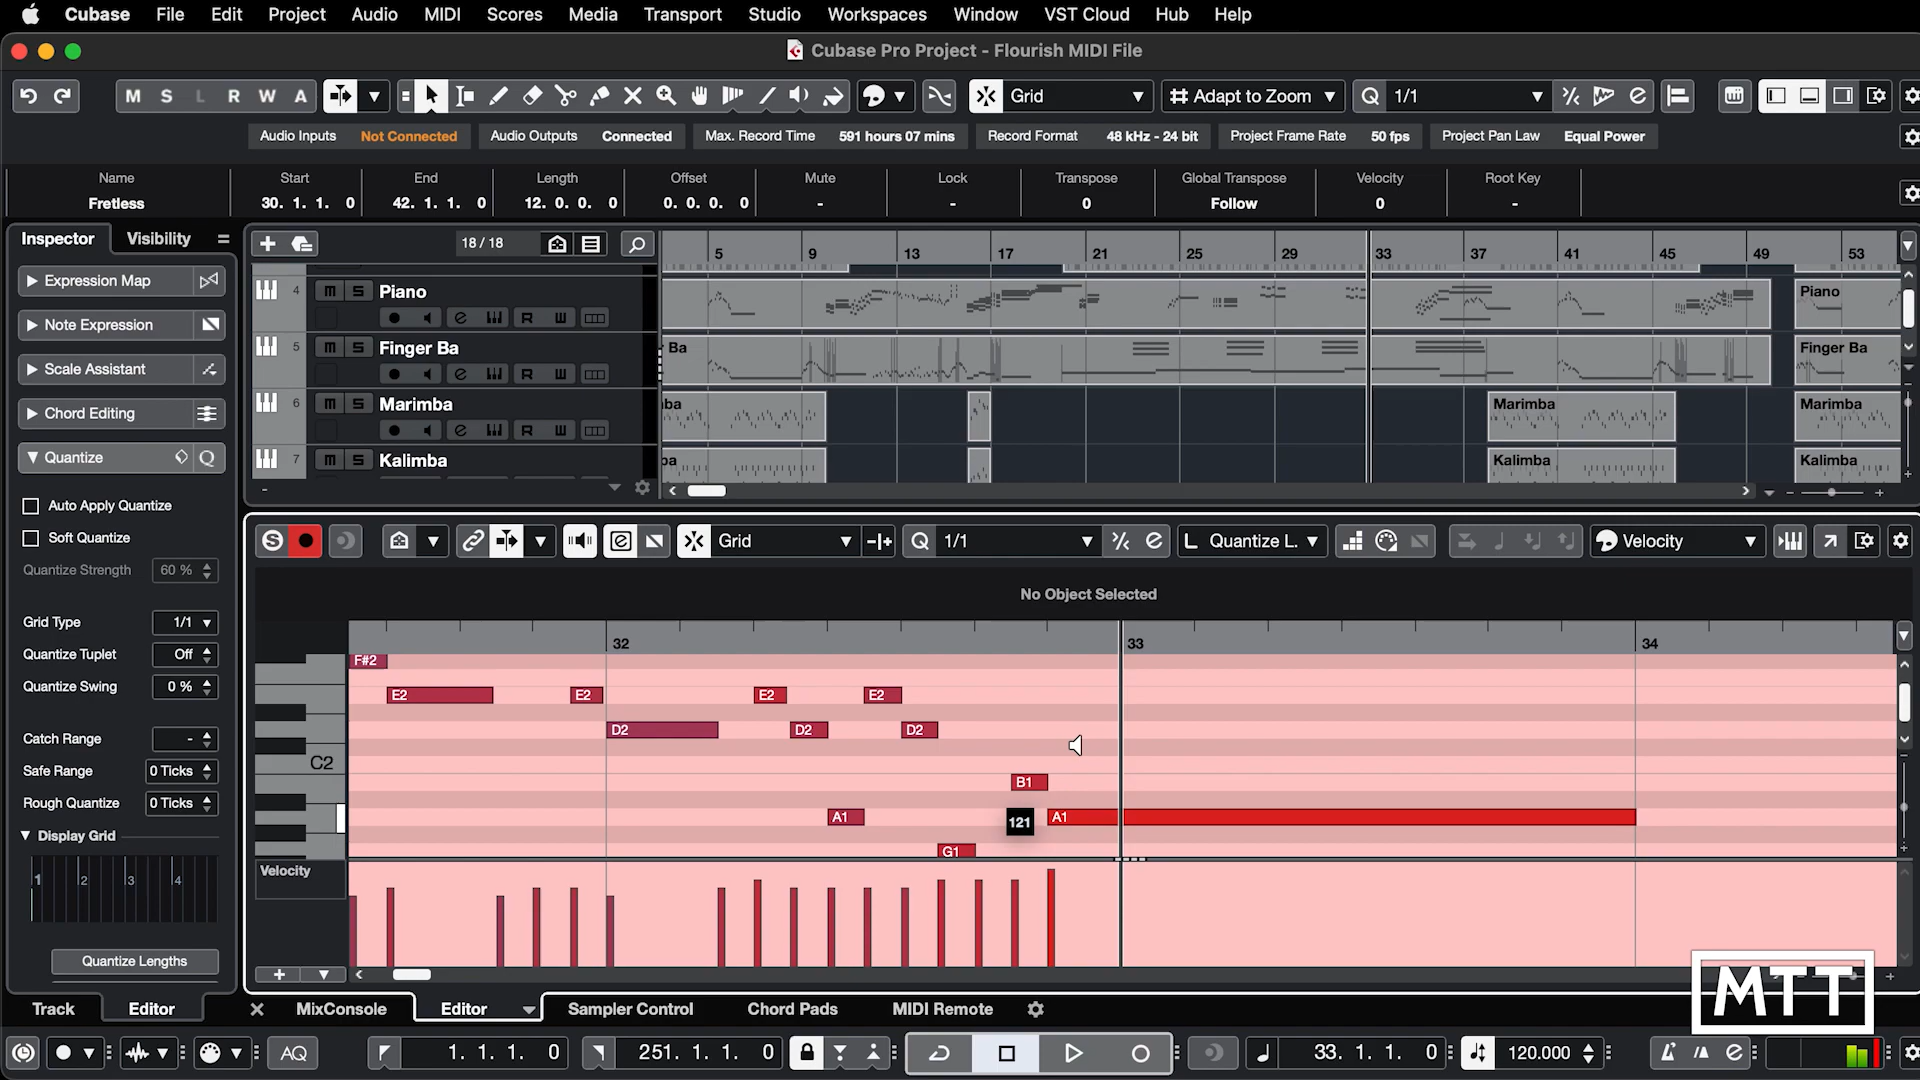 Cubase File Edit Project Audio MIDI Scores Media Transport Studio Workspaces Window VST Cloud Hub Help
Cubase Pro Project - Flourish MIDI File
M S L R W A Grid Adapt to Zoom Q 1/1
Audio Inputs Not Connected Audio Outputs Connected Max. Record Time 591 hours 07 mins Record Format 48 kHz - 24 bit Project Frame Rate 50 fps Project Pan Law Equal Power
Name Start End Length Offset Mute Lock Transpose Global Transpose Velocity Root Key
Fretless 30. 1. 1. 0 42. 1. 1. 0 12. 0. 0. 0 0. 0. 0. 0 - - 0 Follow 0 -
Inspector Visibility
18 / 18
5 9 13 17 21 25 29 33 37 41 45 49 53
Expression Map
Note Expression
Scale Assistant
Chord Editing
Quantize Q
4 m S Piano Piano
R W
5 m S Finger Ba Ba Finger Ba
R W
6 m S Marimba ba Marimba Marimba
R W
7 m S Kalimba ba Kalimba Kalimba
Auto Apply Quantize
Soft Quantize
Quantize Strength 60 %
Grid Type 1/1
Quantize Tuplet Off
Quantize Swing 0 %
Catch Range -
Safe Range 0 Ticks
Rough Quantize 0 Ticks
Display Grid
1 2 3 4
Quantize Lengths
S Grid Q 1/1 L Quantize L. Velocity
No Object Selected
32 33 34
F#2
E2 E2 E2 E2
D2 D2 D2
C2
B1
A1 121 A1
G1
Velocity
MTT
Track Editor MixConsole Editor Sampler Control Chord Pads MIDI Remote
AQ 1. 1. 1. 0 251. 1. 1. 0 33. 1. 1. 0 120.000